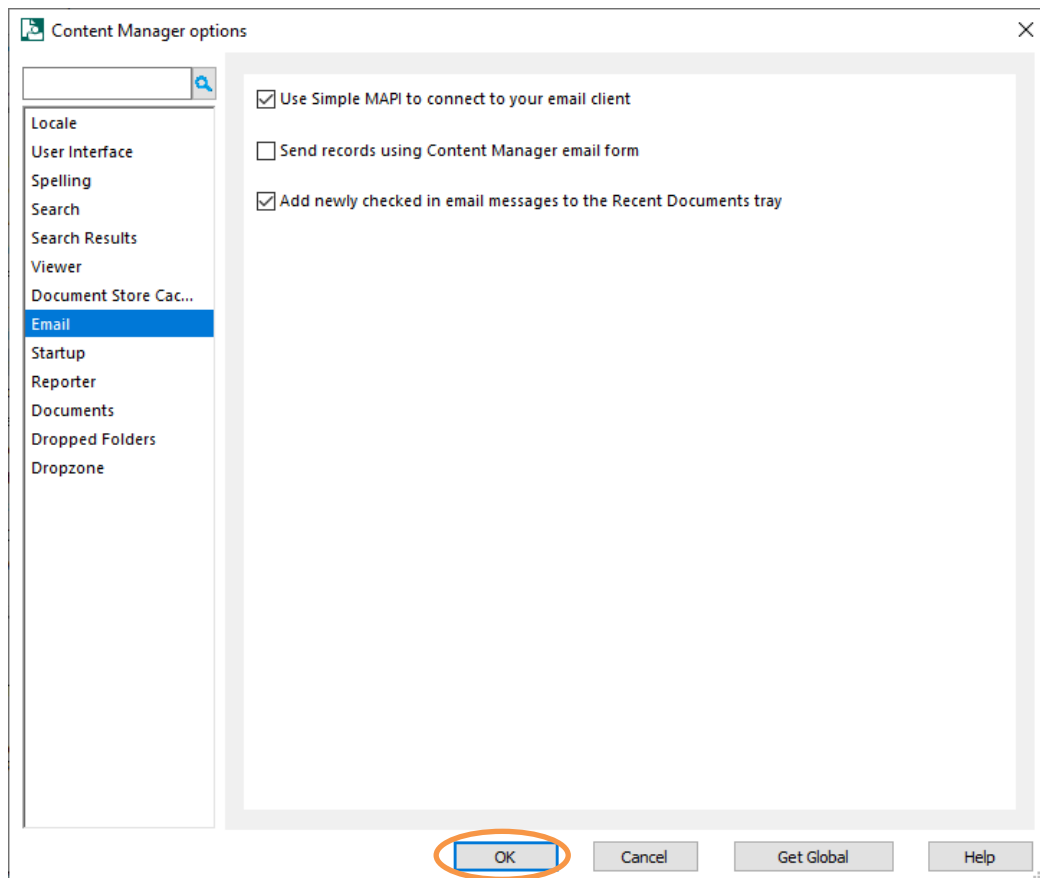 Content Manager options
Locale
User Interface
Spelling
Search
Search Results
Viewer
Document Store Cac...
Email
Startup
Reporter
Documents
Dropped Folders
Dropzone
Use Simple MAPI to connect to your email client
Send records using Content Manager email form
Add newly checked in email messages to the Recent Documents tray
OK
Cancel
Get Global
Help